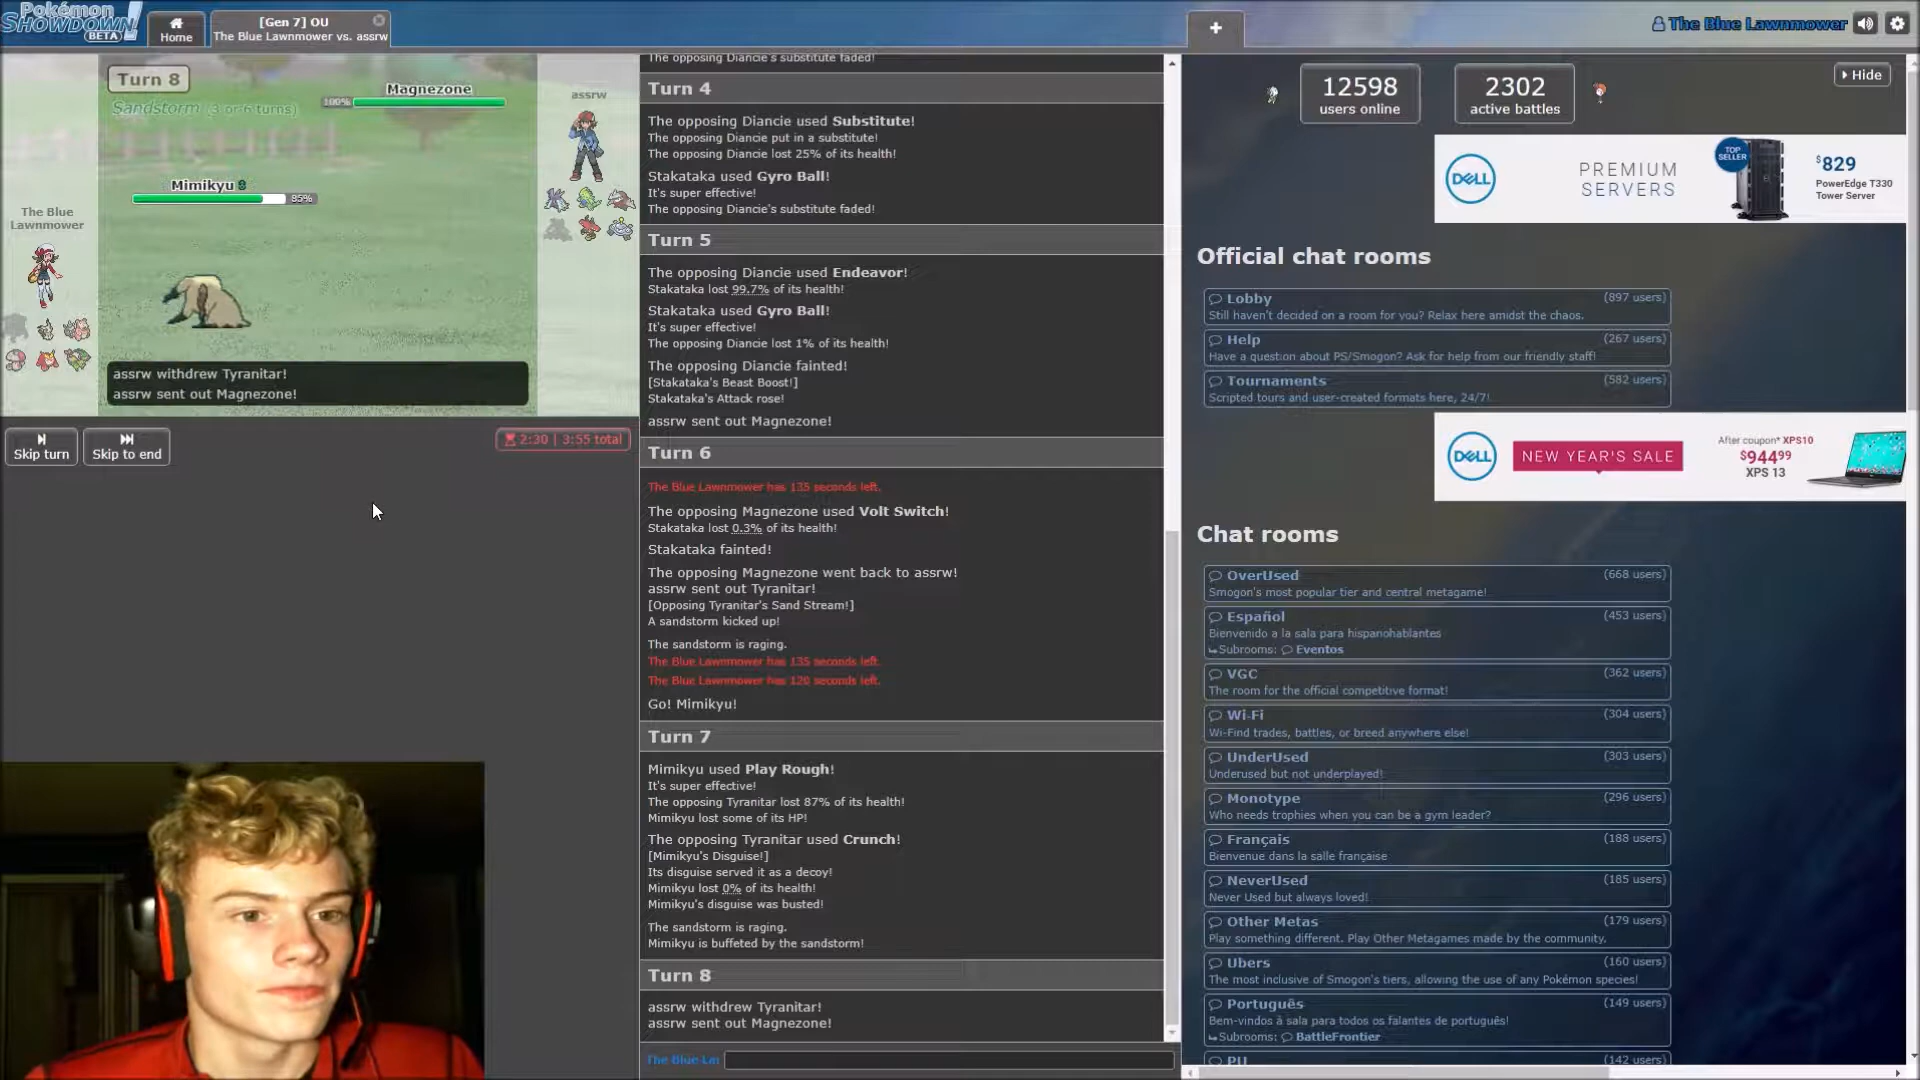 Pokémon
SHOWDOWN!
BETA
Home
[Gen 7] OU
The Blue Lawnmower vs. assrw
The Blue Lawnmower
Turn 8
Sandstorm (3 or 6 turns)
Magnezone
100%
Mimikyu
85%
assrw
The Blue
Lawnmower
assrw withdrew Tyranitar!
assrw sent out Magnezone!
Skip turn
Skip to end
2:30 | 3:55 total
The opposing Diancie's substitute faded!
Turn 4
The opposing Diancie used Substitute!
The opposing Diancie put in a substitute!
The opposing Diancie lost 25% of its health!
Stakataka used Gyro Ball!
It's super effective!
The opposing Diancie's substitute faded!
Turn 5
The opposing Diancie used Endeavor!
Stakataka lost 99.7% of its health!
Stakataka used Gyro Ball!
It's super effective!
The opposing Diancie lost 1% of its health!
The opposing Diancie fainted!
[Stakataka's Beast Boost!]
Stakataka's Attack rose!
assrw sent out Magnezone!
Turn 6
The Blue Lawnmower has 135 seconds left.
The opposing Magnezone used Volt Switch!
Stakataka lost 0.3% of its health!
Stakataka fainted!
The opposing Magnezone went back to assrw!
assrw sent out Tyranitar!
[Opposing Tyranitar's Sand Stream!]
A sandstorm kicked up!
The sandstorm is raging.
The Blue Lawnmower has 135 seconds left.
The Blue Lawnmower has 120 seconds left.
Go! Mimikyu!
Turn 7
Mimikyu used Play Rough!
It's super effective!
The opposing Tyranitar lost 87% of its health!
Mimikyu lost some of its HP!
The opposing Tyranitar used Crunch!
[Mimikyu's Disguise!]
Its disguise served it as a decoy!
Mimikyu lost 0% of its health!
Mimikyu's disguise was busted!
The sandstorm is raging.
Mimikyu is buffeted by the sandstorm!
Turn 8
assrw withdrew Tyranitar!
assrw sent out Magnezone!
The Blue La
+
Hide
12598
users online
2302
active battles
DELL
PREMIUM
SERVERS
TOP
SELLER
$829
PowerEdge T330
Tower Server
Official chat rooms
Lobby (897 users)
Still haven't decided on a room for you? Relax here amidst the chaos.
Help (267 users)
Have a question about PS/Smogon? Ask for help from our friendly staff!
Tournaments (582 users)
Scripted tours and user-created formats here, 24/7!
DELL
NEW YEAR'S SALE
After coupon* XPS10
$944.99
XPS 13
Chat rooms
OverUsed (668 users)
Smogon's most popular tier and central metagame!
Español (453 users)
Bienvenido a la sala para hispanohablantes
↳Subrooms: Eventos
VGC (362 users)
The room for the official competitive format!
Wi-Fi (304 users)
Wi-Find trades, battles, or breed anywhere else!
UnderUsed (303 users)
Underused but not underplayed!
Monotype (296 users)
Who needs trophies when you can be a gym leader?
Français (188 users)
Bienvenue dans la salle française
NeverUsed (185 users)
Never Used but always loved!
Other Metas (179 users)
Play something different. Play Other Metagames made by the community.
Ubers (160 users)
The most inclusive of Smogon's tiers, allowing the use of any Pokémon species!
Português (149 users)
Bem-vindos à sala para todos os falantes de português!
↳Subrooms: BattleFrontier
PU (142 users)